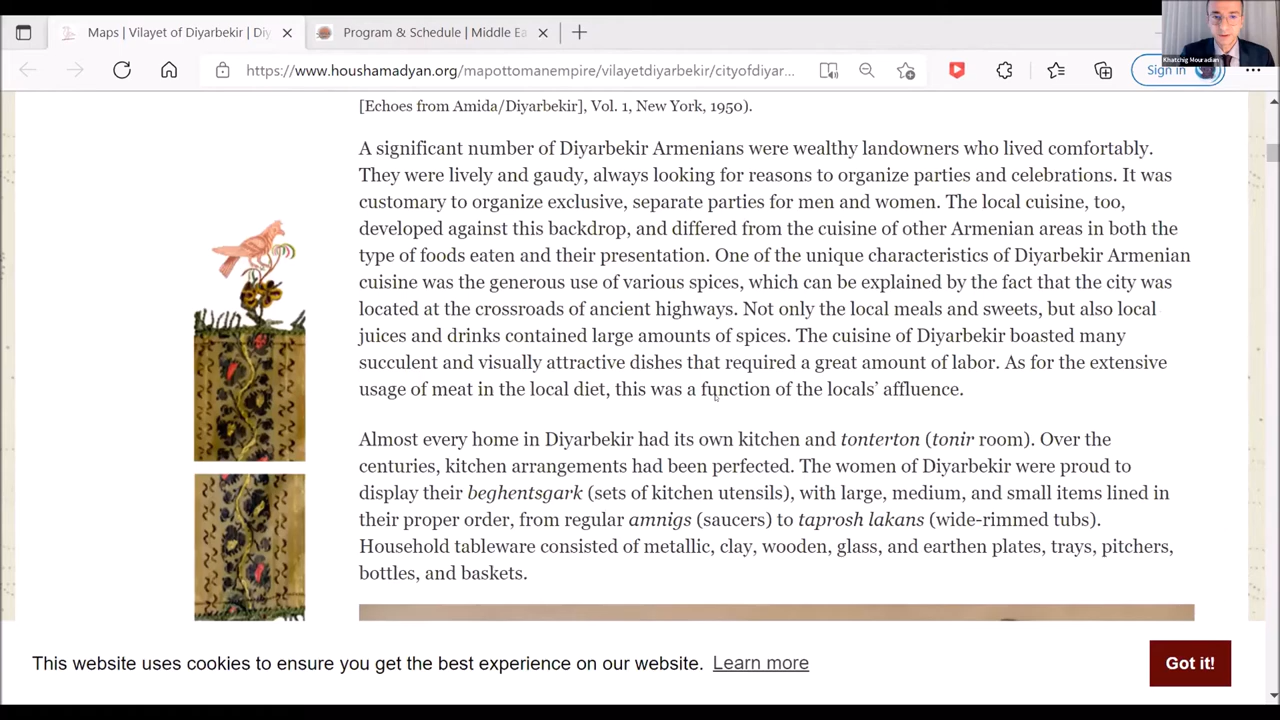 Maps | Vilayet of Diyarbekir | Diy
Program & Schedule | Middle Ea
https://www.houshamadyan.org/mapottomanempire/vilayetdiyarbekir/cityofdiyar...
Sign in
Khatchig Mouradian
[Echoes from Amida/Diyarbekir], Vol. 1, New York, 1950).
A significant number of Diyarbekir Armenians were wealthy landowners who lived comfortably.
They were lively and gaudy, always looking for reasons to organize parties and celebrations. It was
customary to organize exclusive, separate parties for men and women. The local cuisine, too,
developed against this backdrop, and differed from the cuisine of other Armenian areas in both the
type of foods eaten and their presentation. One of the unique characteristics of Diyarbekir Armenian
cuisine was the generous use of various spices, which can be explained by the fact that the city was
located at the crossroads of ancient highways. Not only the local meals and sweets, but also local
juices and drinks contained large amounts of spices. The cuisine of Diyarbekir boasted many
succulent and visually attractive dishes that required a great amount of labor. As for the extensive
usage of meat in the local diet, this was a function of the locals’ affluence.
Almost every home in Diyarbekir had its own kitchen and tonterton (tonir room). Over the
centuries, kitchen arrangements had been perfected. The women of Diyarbekir were proud to
display their beghentsgark (sets of kitchen utensils), with large, medium, and small items lined in
their proper order, from regular amnigs (saucers) to taprosh lakans (wide-rimmed tubs).
Household tableware consisted of metallic, clay, wooden, glass, and earthen plates, trays, pitchers,
bottles, and baskets.
This website uses cookies to ensure you get the best experience on our website. Learn more
Got it!